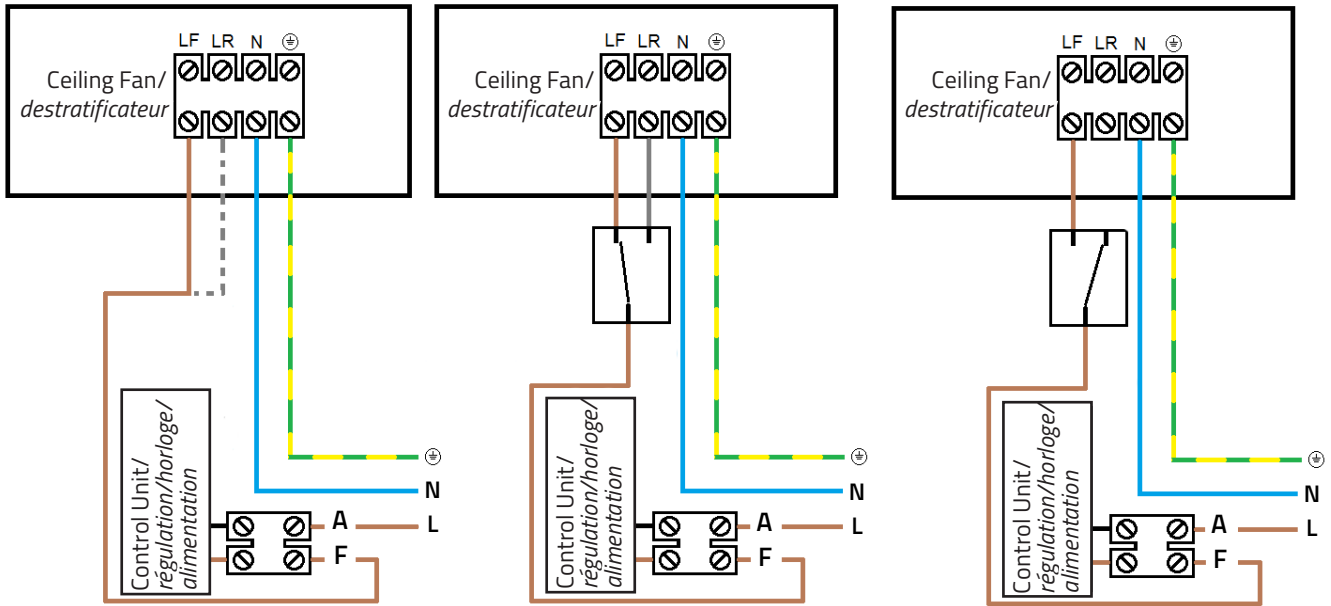 LF LR N
Ceiling Fan/
destratificateur
Control Unit/
régulation/horloge/
alimentation
N
A L
F
LF LR N
Ceiling Fan/
destratificateur
Control Unit/
régulation/horloge/
alimentation
N
A L
F
LF LR N
Ceiling Fan/
destratificateur
Control Unit/
régulation/horloge/
alimentation
N
A L
F